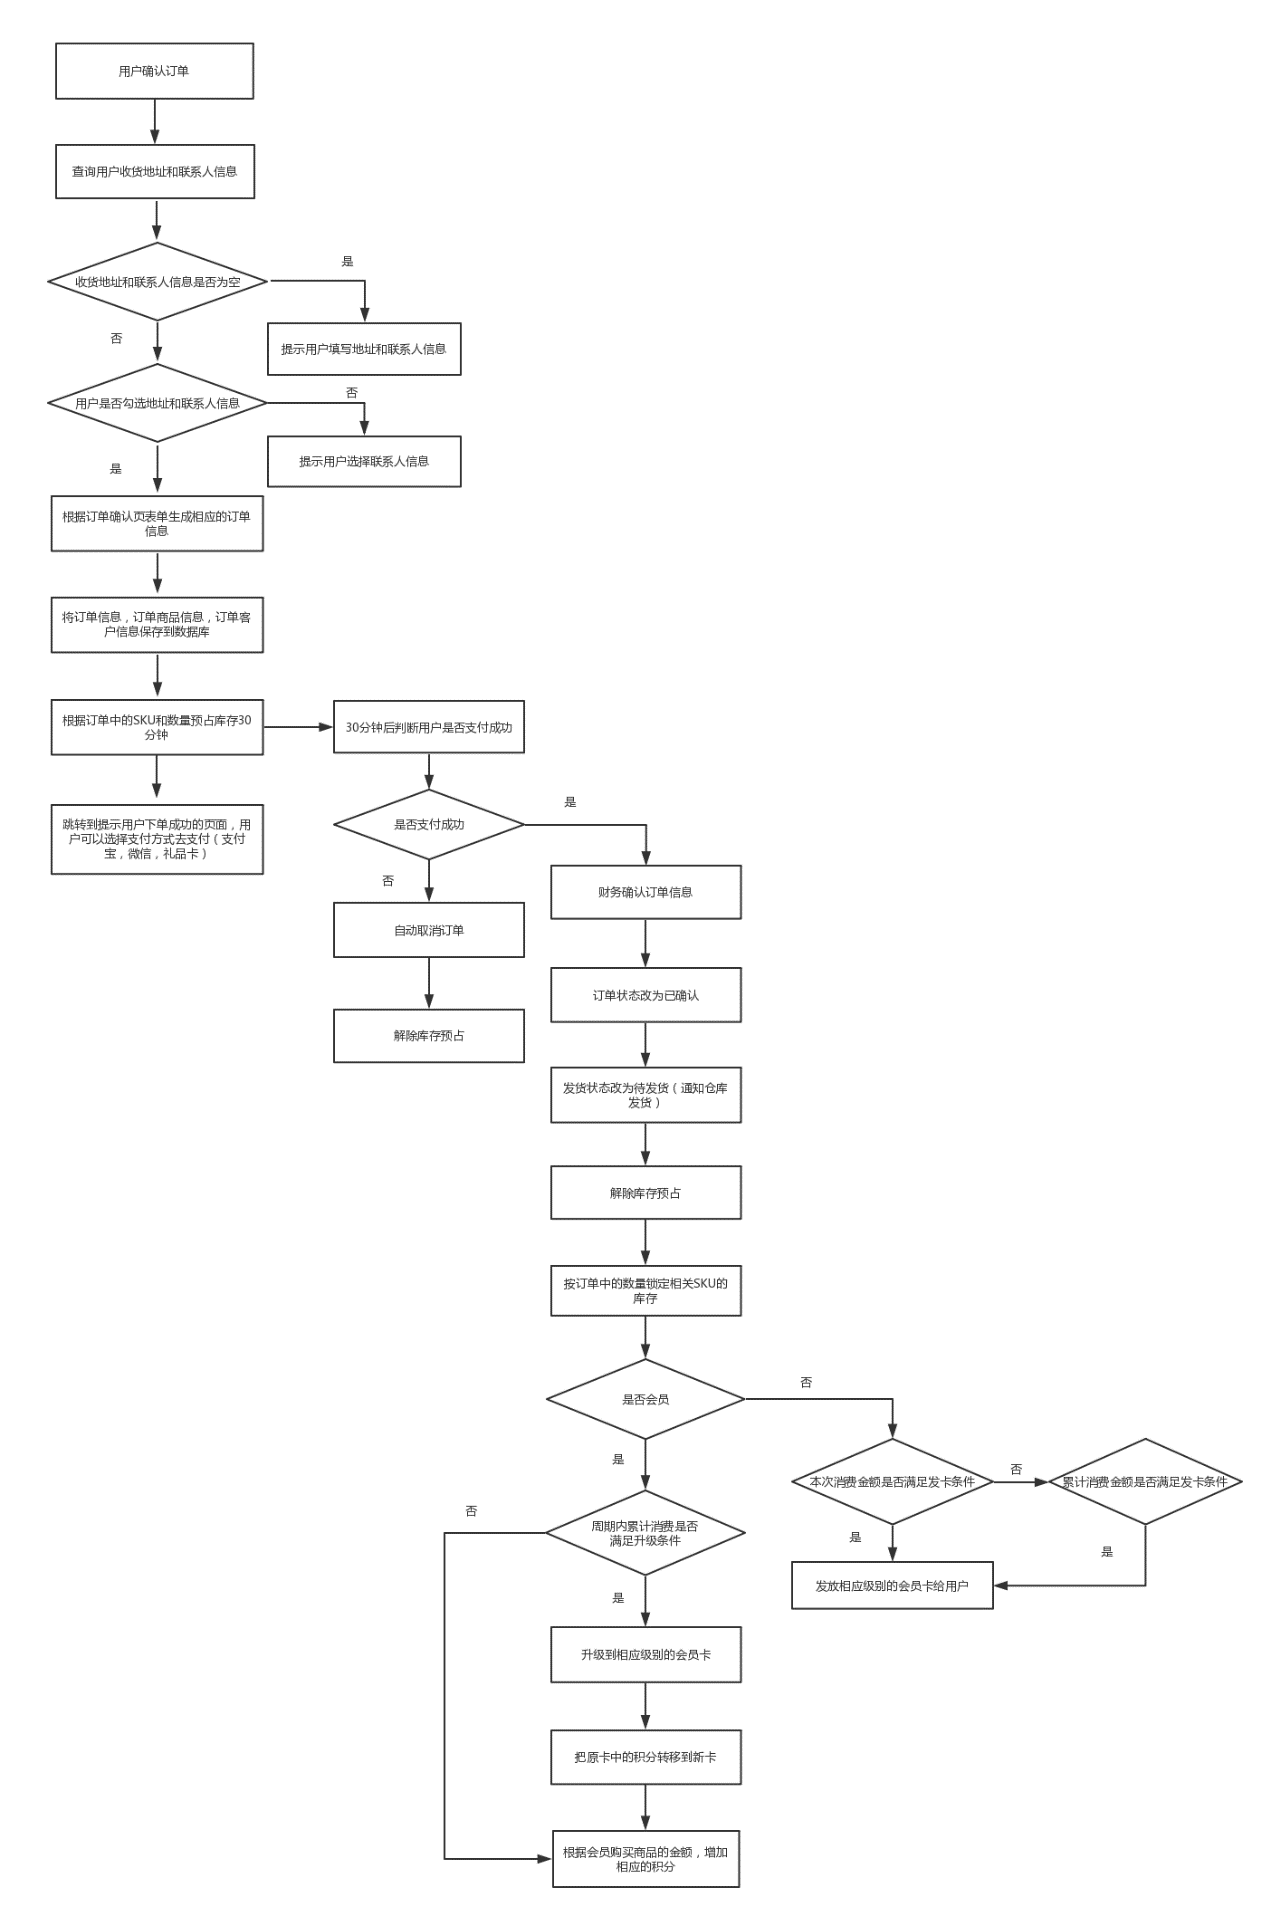 用户确认订单
查询用户收货地址和联系人信息
收货地址和联系人信息是否为空
是
提示用户填写地址和联系人信息
否
用户是否勾选地址和联系人信息
否
提示用户选择联系人信息
是
根据订单确认页表单生成相应的订单
信息
将订单信息，订单商品信息，订单客
户信息保存到数据库
根据订单中的SKU和数量预占库存30
分钟
跳转到提示用户下单成功的页面，用
户可以选择支付方式去支付（支付
宝，微信，礼品卡）
30分钟后判断用户是否支付成功
是否支付成功
是
否
自动取消订单
解除库存预占
财务确认订单信息
订单状态改为已确认
发货状态改为待发货（通知仓库
发货）
解除库存预占
按订单中的数量锁定相关SKU的
库存
是否会员
否
是
本次消费金额是否满足发卡条件
否
累计消费金额是否满足发卡条件
是
是
发放相应级别的会员卡给用户
周期内累计消费是否
满足升级条件
否
是
升级到相应级别的会员卡
把原卡中的积分转移到新卡
根据会员购买商品的金额，增加
相应的积分